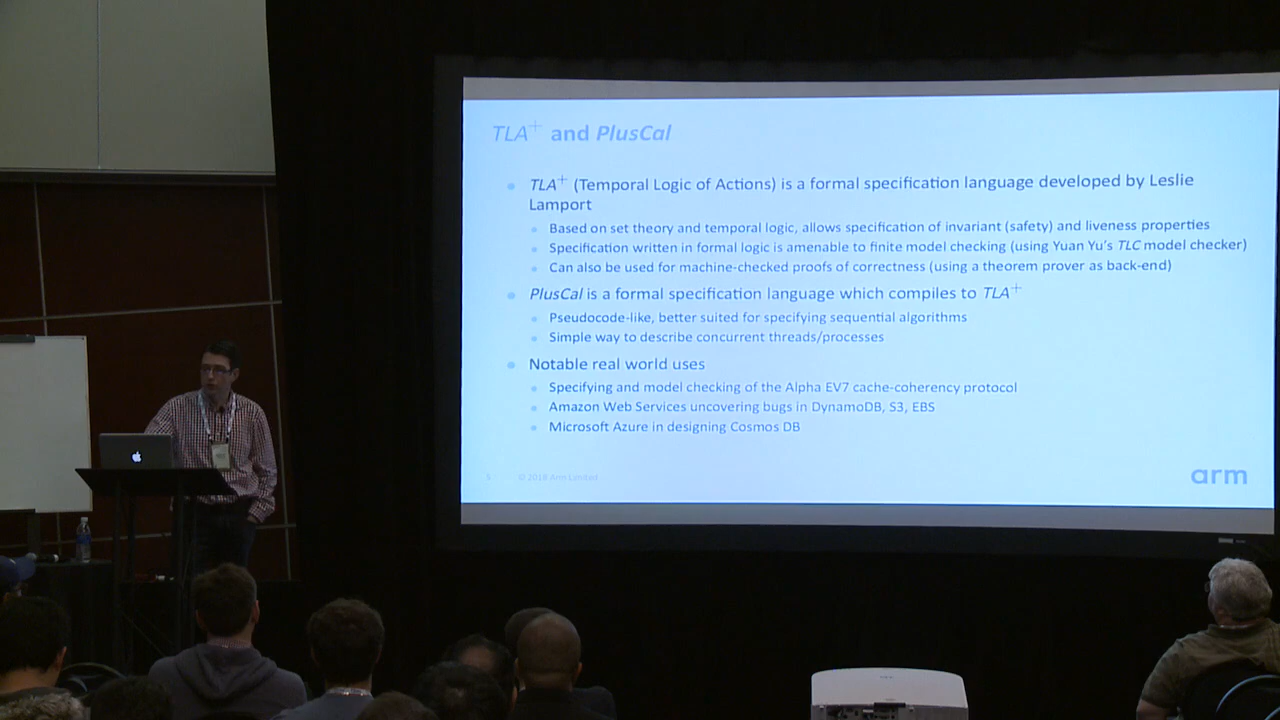 TLA+ and PlusCal
TLA+ (Temporal Logic of Actions) is a formal specification language developed by Leslie
Lamport
Based on set theory and temporal logic, allows specification of invariant (safety) and liveness properties
Specification written in formal logic is amenable to finite model checking (using Yuan Yu's TLC model checker)
Can also be used for machine-checked proofs of correctness (using a theorem prover as back-end)
PlusCal is a formal specification language which compiles to TLA+
Pseudocode-like, better suited for specifying sequential algorithms
Simple way to describe concurrent threads/processes
Notable real world uses
Specifying and model checking of the Alpha EV7 cache-coherency protocol
Amazon Web Services uncovering bugs in DynamoDB, S3, EBS
Microsoft Azure in designing Cosmos DB
© 2018 Arm Limited
arm